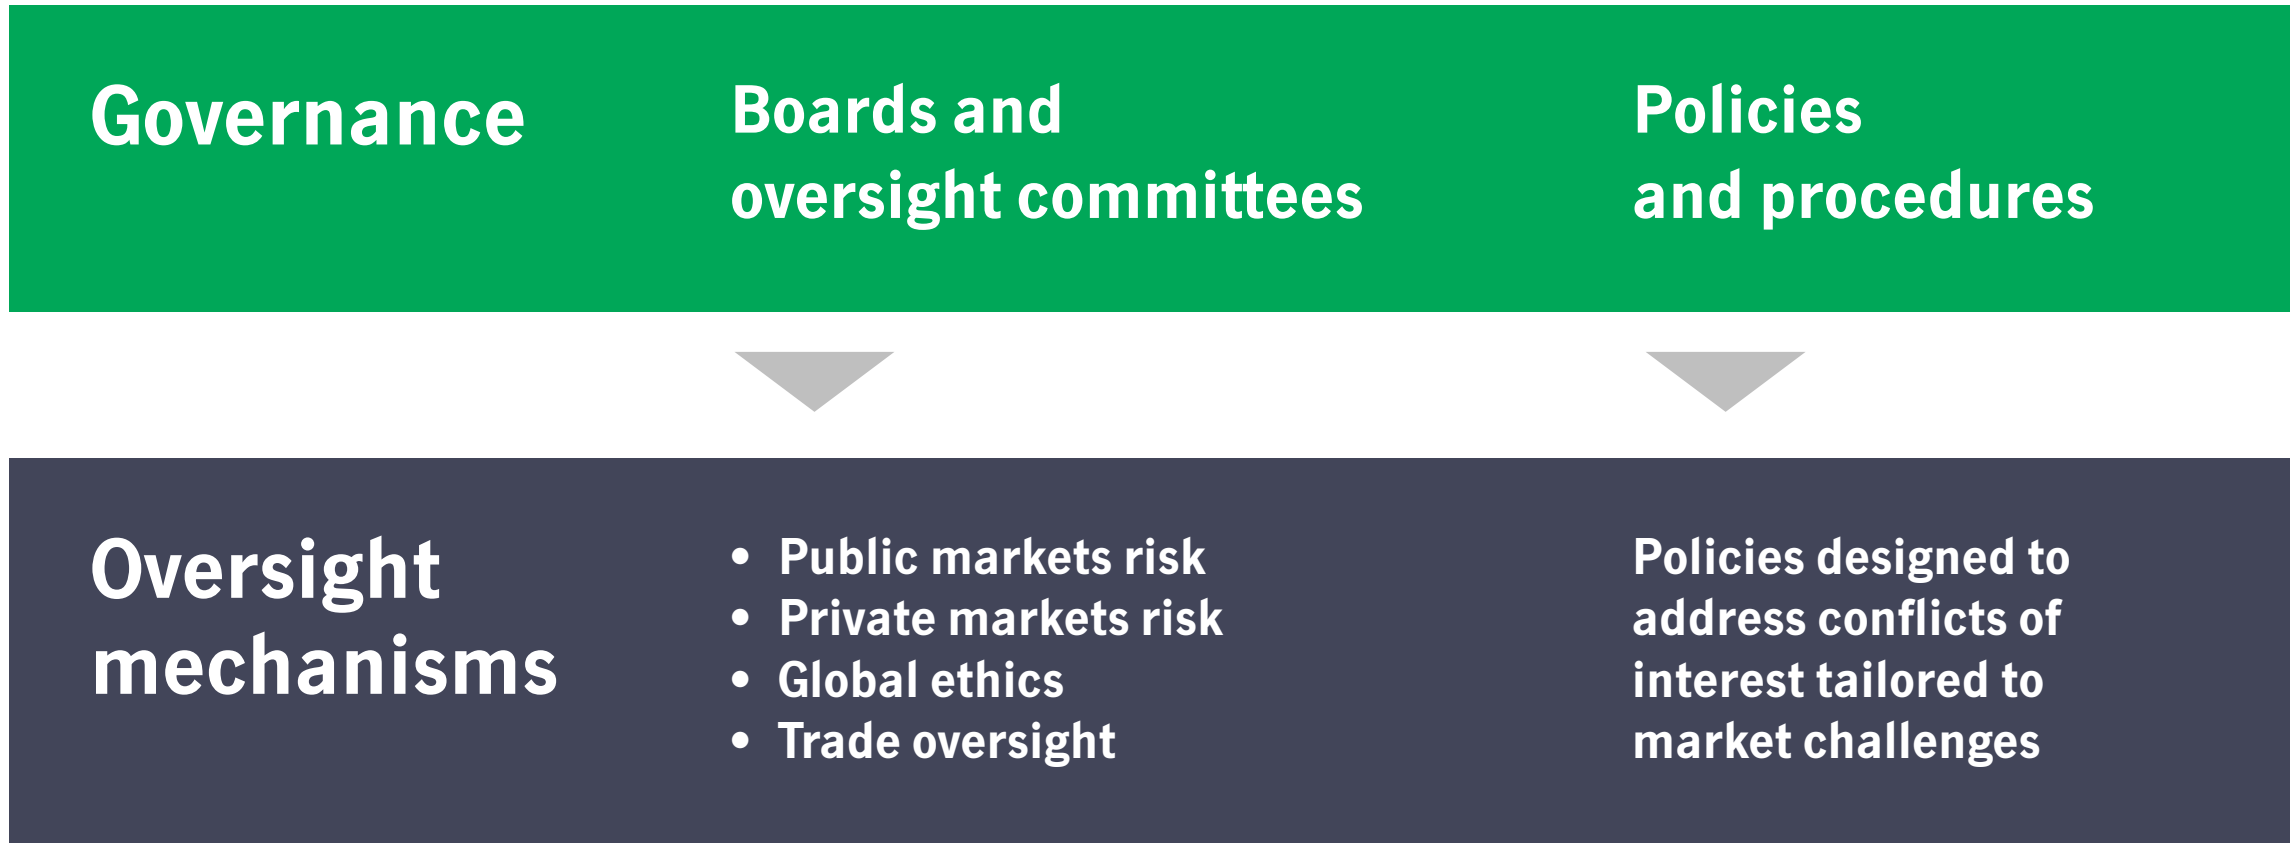 Governance
Boards and
oversight committees
Policies
and procedures
Oversight
mechanisms
• Public markets risk
• Private markets risk
• Global ethics
• Trade oversight
Policies designed to
address conflicts of
interest tailored to
market challenges